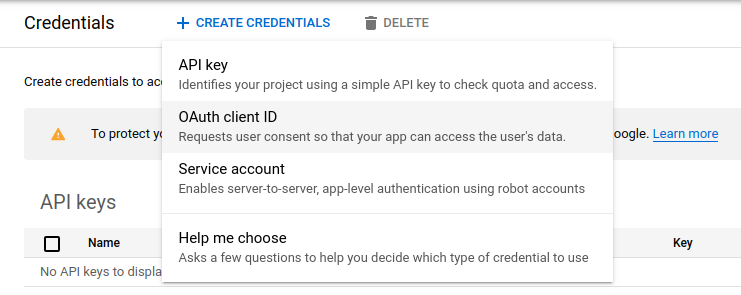 Credentials
+ CREATE CREDENTIALS
DELETE
API key
Identifies your project using a simple API key to check quota and access.
Create credentials to
OAuth client ID
Requests user consent so that your app can access the user's data.
To protect
Learn more
Service account
Enables server-to-server, app-level authentication using robot accounts
API keys
Help me choose
Asks a few questions to help you decide which type of credential to use
Name
Key
No API keys to